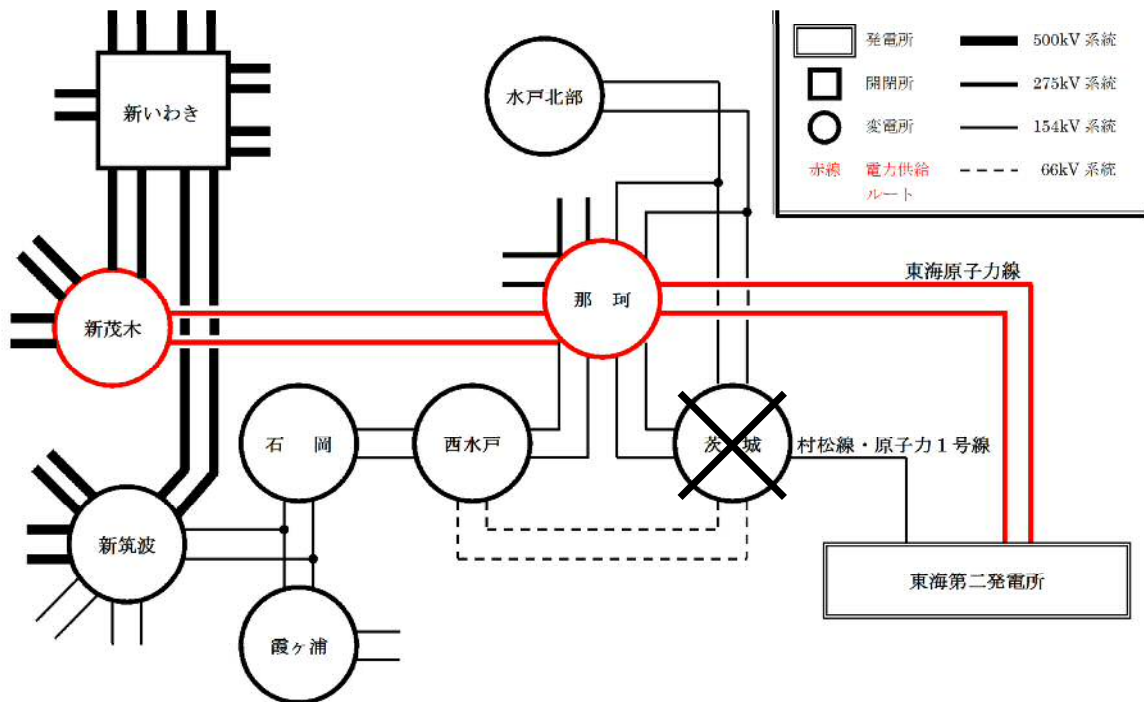 発電所
500kV 系統
開閉所
275kV 系統
変電所
154kV 系統
赤線
電力供給
ルート
66kV 系統
新いわき
水戸北部
東海原子力線
那　珂
新茂木
石　岡
西水戸
茨　城
村松線・原子力１号線
新筑波
東海第二発電所
霞ヶ浦